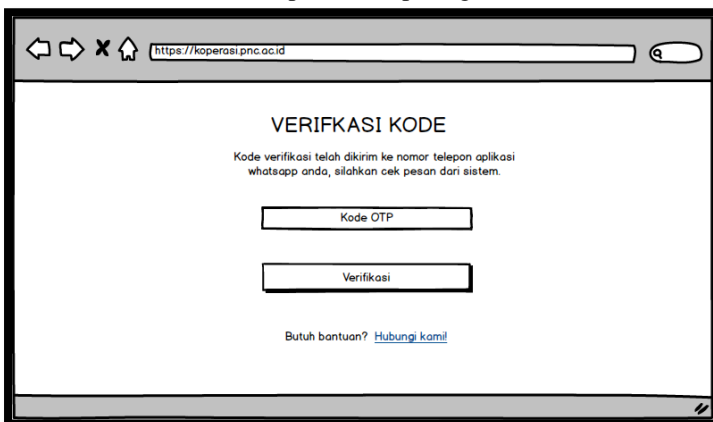 https://koperasi.pnc.ac.id
VERIFKASI KODE
Kode verifikasi telah dikirim ke nomor telepon aplikasi
whatsapp anda, silahkan cek pesan dari sistem.
Kode OTP
Verifikasi
Butuh bantuan? Hubungi kami!